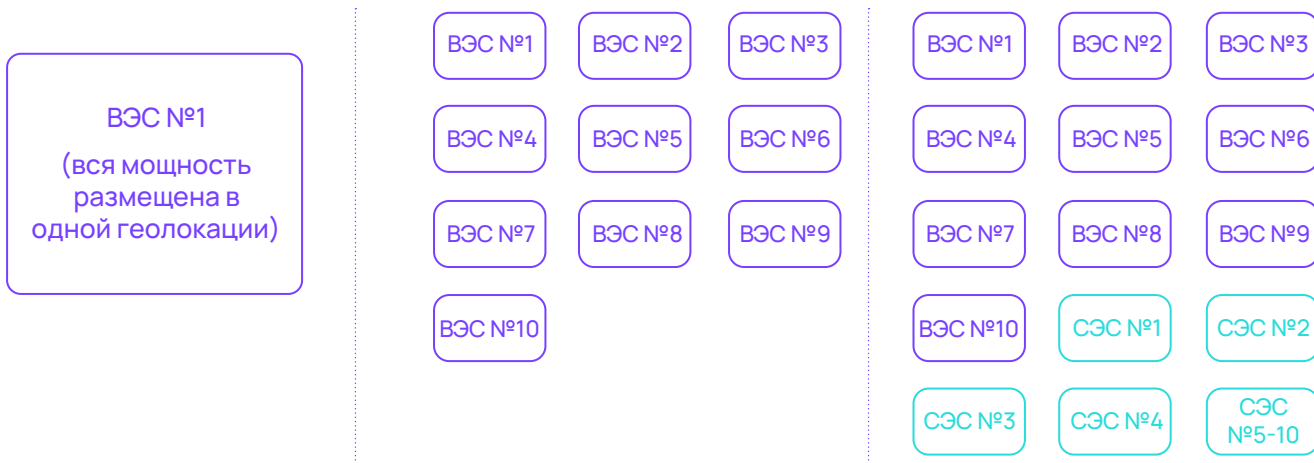 ВЭС №1
(вся мощность
размещена в
одной геолокации)
ВЭС №1
ВЭС №2
ВЭС №3
ВЭС №4
ВЭС №5
ВЭС №6
ВЭС №7
ВЭС №8
ВЭС №9
ВЭС №10
ВЭС №1
ВЭС №2
ВЭС №3
ВЭС №4
ВЭС №5
ВЭС №6
ВЭС №7
ВЭС №8
ВЭС №9
ВЭС №10
СЭС №1
СЭС №2
СЭС №3
СЭС №4
СЭС
№5-10